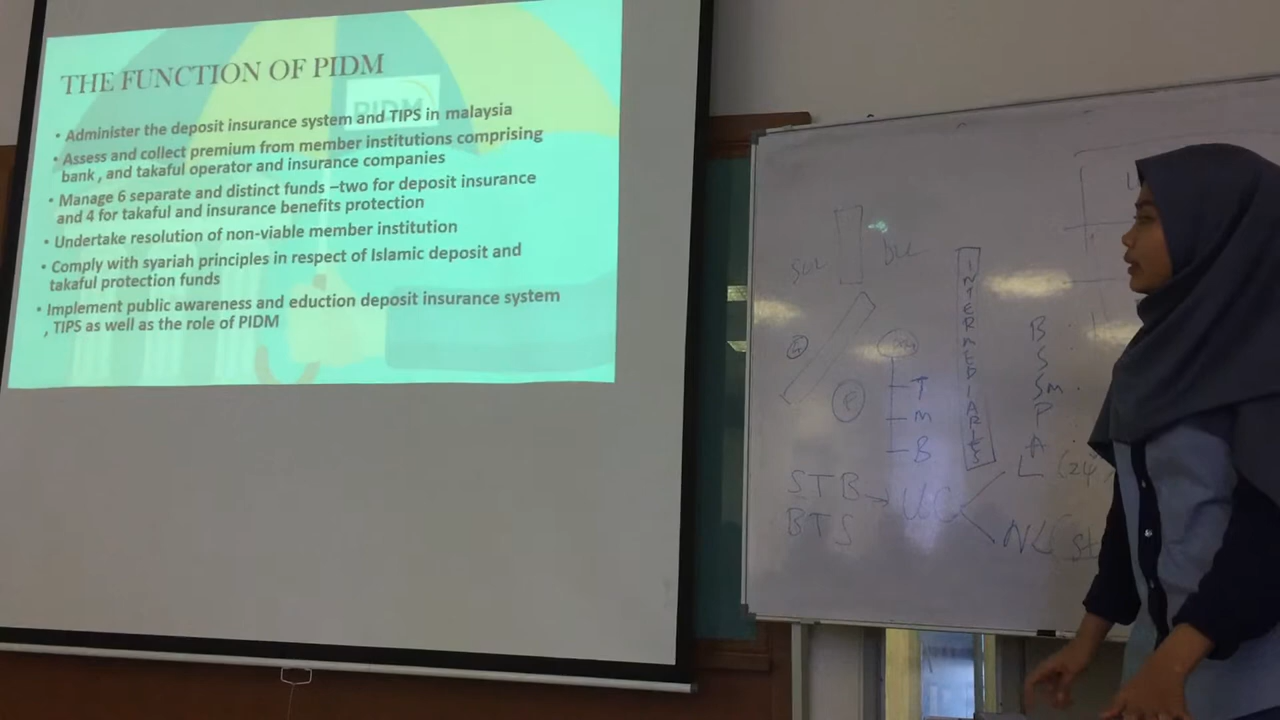 THE FUNCTION OF PIDM
PIDM
• Administer the deposit insurance system and TIPS in malaysia
• Assess and collect premium from member institutions comprising
bank , and takaful operator and insurance companies
• Manage 6 separate and distinct funds –two for deposit insurance
and 4 for takaful and insurance benefits protection
• Undertake resolution of non-viable member institution
• Comply with syariah principles in respect of Islamic deposit and
takaful protection funds
• Implement public awareness and eduction deposit insurance system
, TIPS as well as the role of PIDM
INTERMEDIARIES
B
S
Sm
P
A
T
M
B
P
STB
BTS
L (24
NL